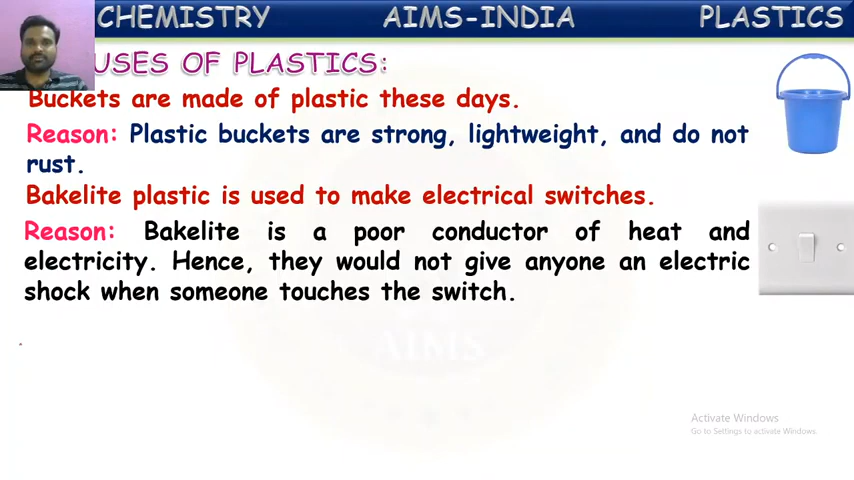 CHEMISTRY AIMS-INDIA PLASTICS
USES OF PLASTICS:
Buckets are made of plastic these days.
Reason: Plastic buckets are strong, lightweight, and do not
rust.
Bakelite plastic is used to make electrical switches.
Reason: Bakelite is a poor conductor of heat and
electricity. Hence, they would not give anyone an electric
shock when someone touches the switch.
AIMS
Activate Windows
Go to Settings to activate Windows.